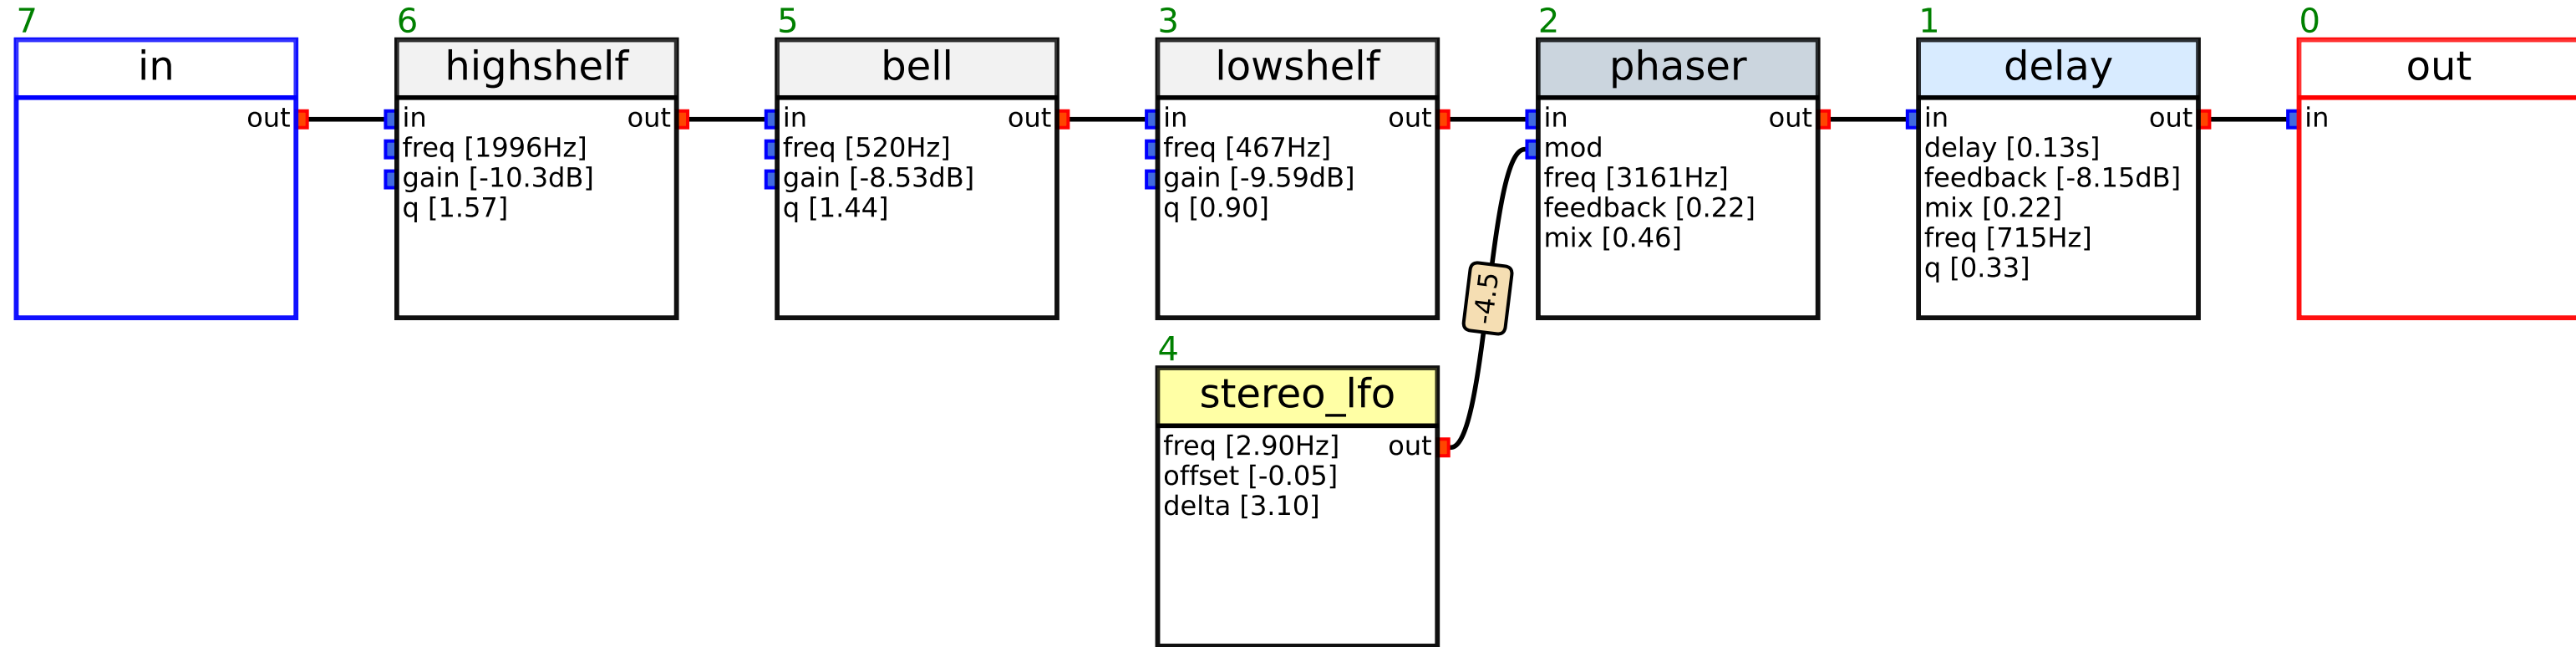 7
in
out
6
highshelf
in
out
freq [1996Hz]
gain [-10.3dB]
q [1.57]
5
bell
in
out
freq [520Hz]
gain [-8.53dB]
q [1.44]
3
lowshelf
in
out
freq [467Hz]
gain [-9.59dB]
q [0.90]
4
stereo_lfo
freq [2.90Hz]
out
offset [-0.05]
delta [3.10]
-4.5
2
phaser
in
out
mod
freq [3161Hz]
feedback [0.22]
mix [0.46]
1
delay
in
out
delay [0.13s]
feedback [-8.15dB]
mix [0.22]
freq [715Hz]
q [0.33]
0
out
in